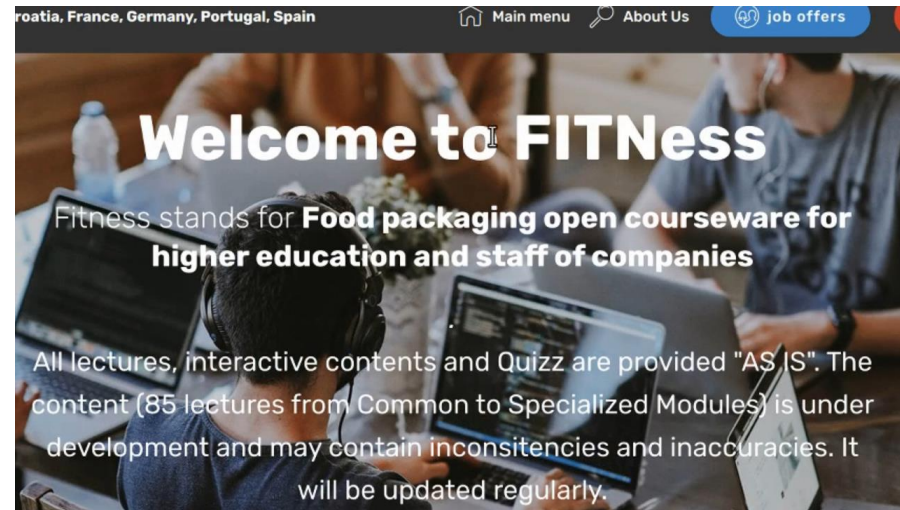 roatia, France, Germany, Portugal, Spain
Main menu
About Us
job offers
Welcome to FITNess
Fitness stands for Food packaging open courseware for
higher education and staff of companies
.
All lectures, interactive contents and Quizz are provided "AS IS". The
content (85 lectures from Common to Specialized Modules) is under
development and may contain inconsitencies and inaccuracies. It
will be updated regularly.